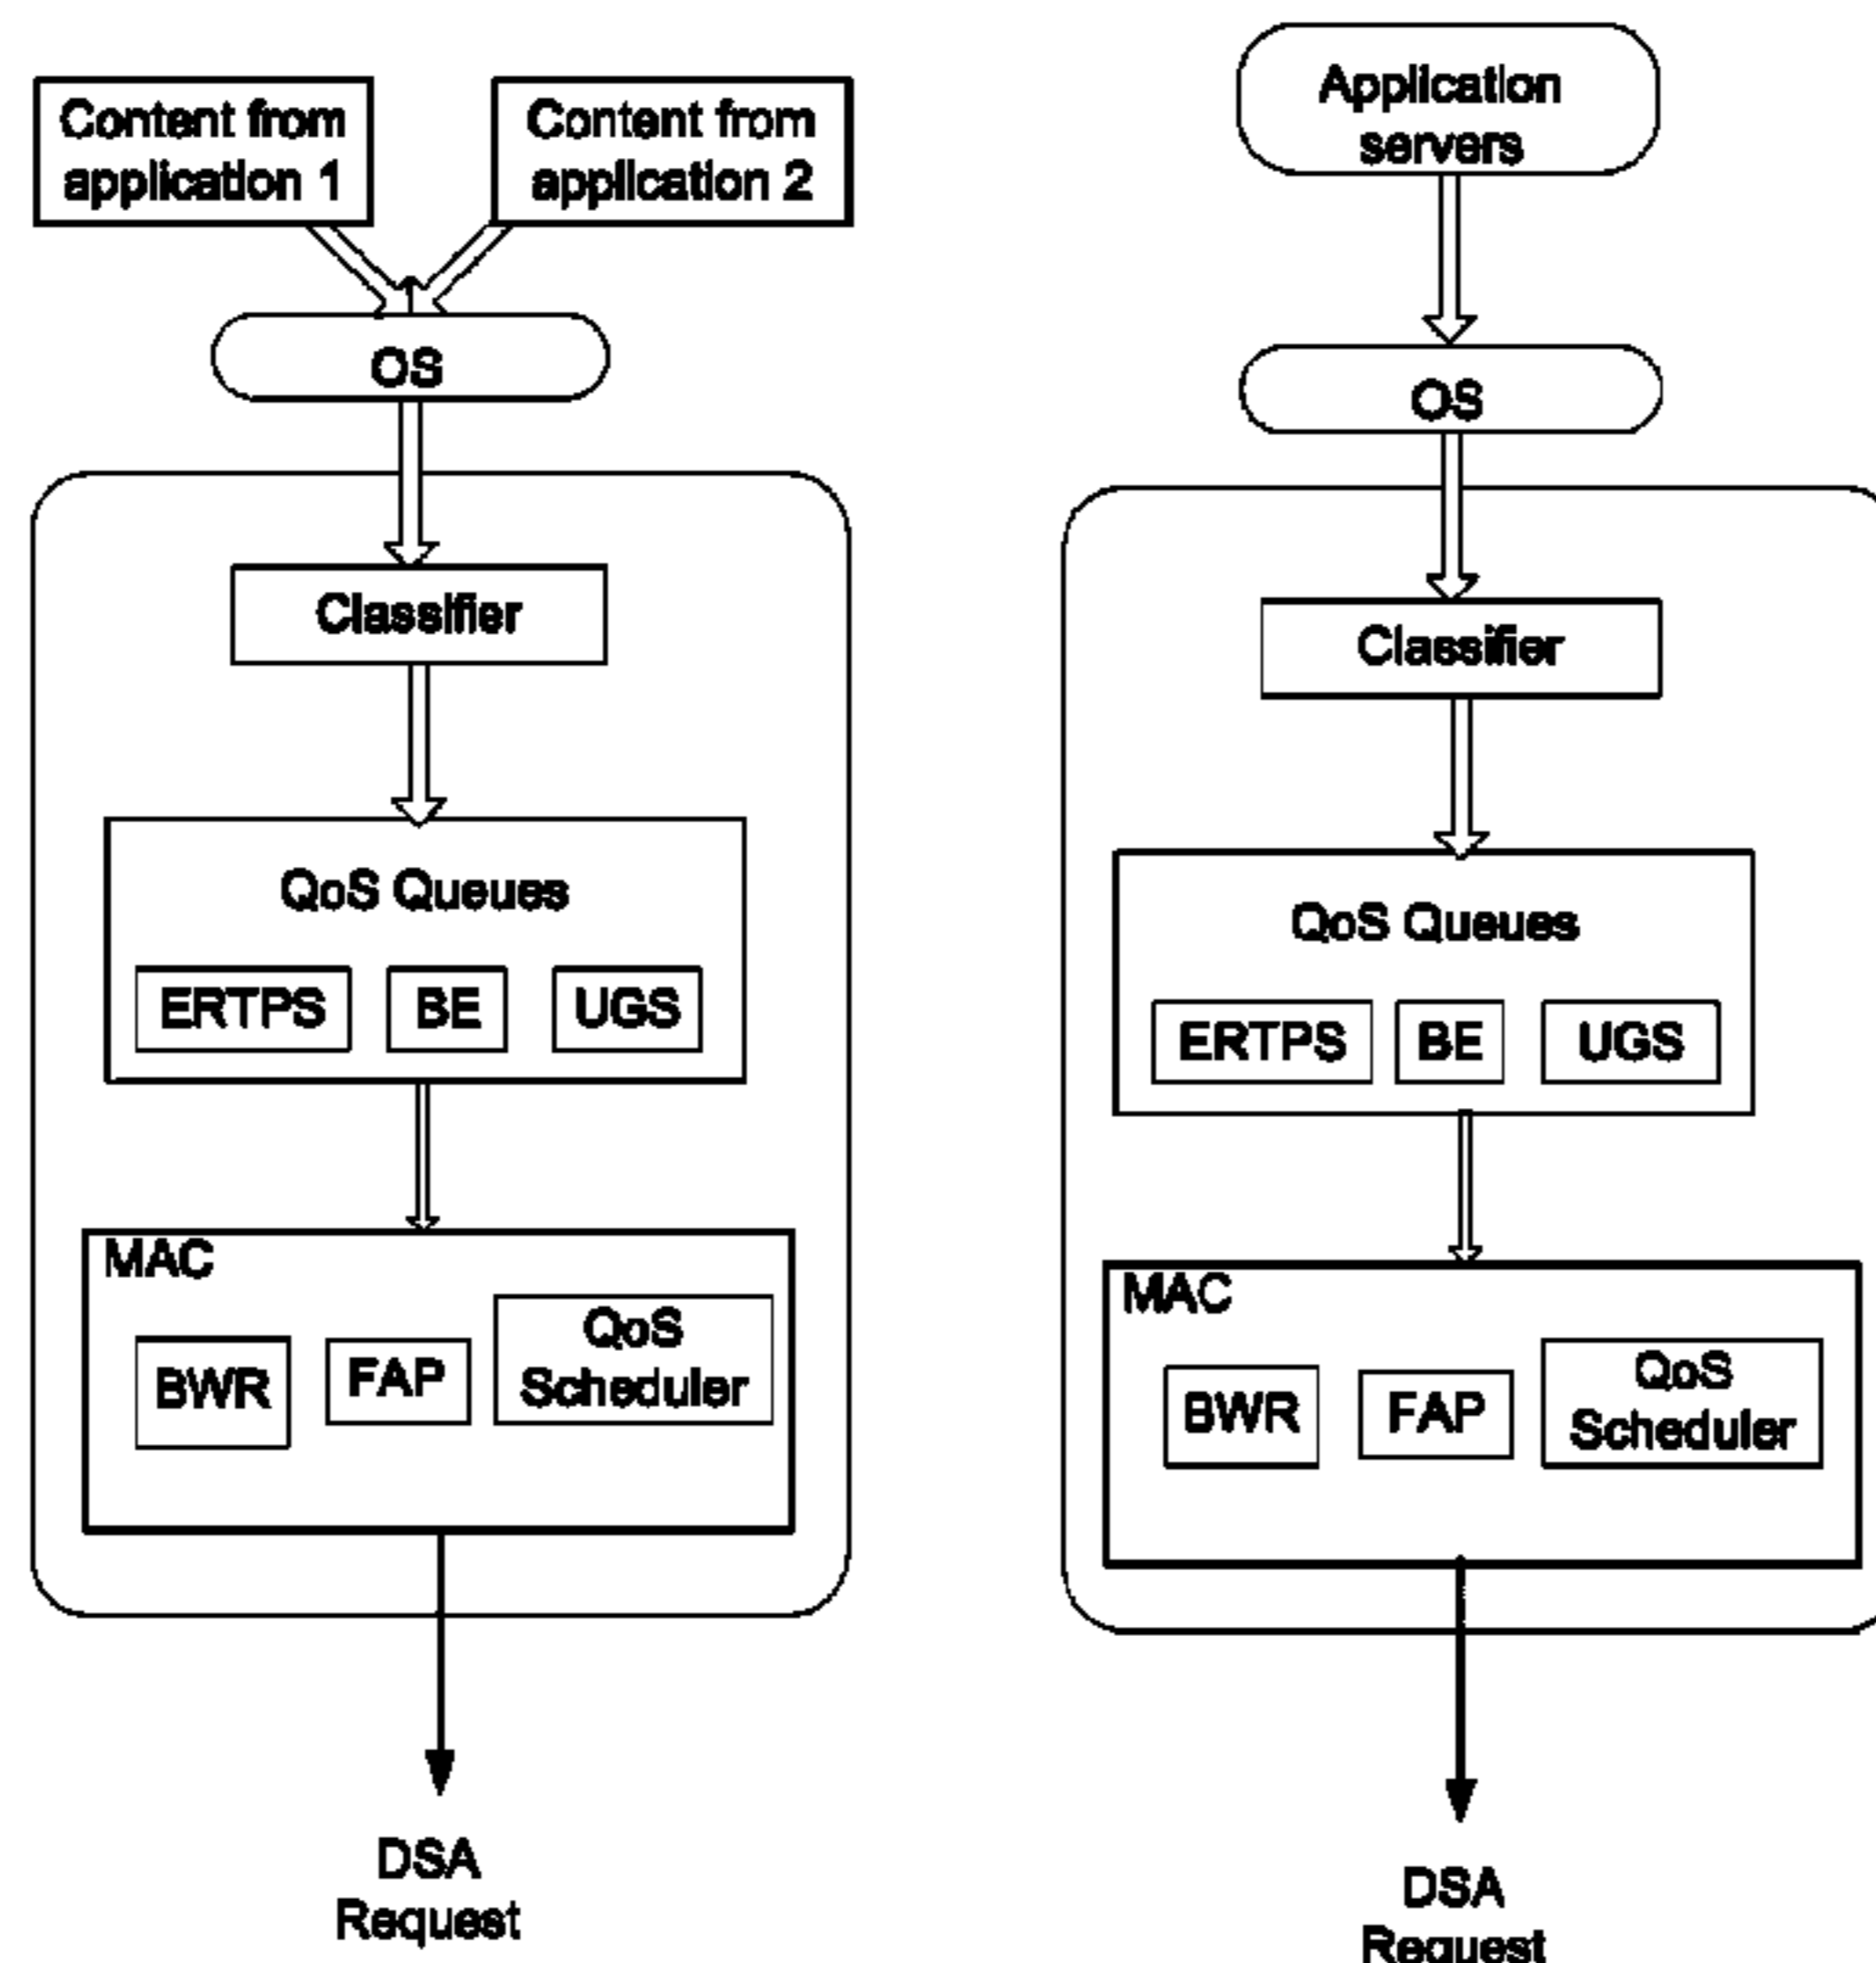 Content from
application 1
Content from
application 2
OS
Classifier
QoS Queues
ERTPS BE UGS
MAC
BWR FAP QoS
Scheduler
DSA
Request
Application
servers
OS
Classifier
QoS Queues
ERTPS BE UGS
MAC
BWR FAP QoS
Scheduler
DSA
Request